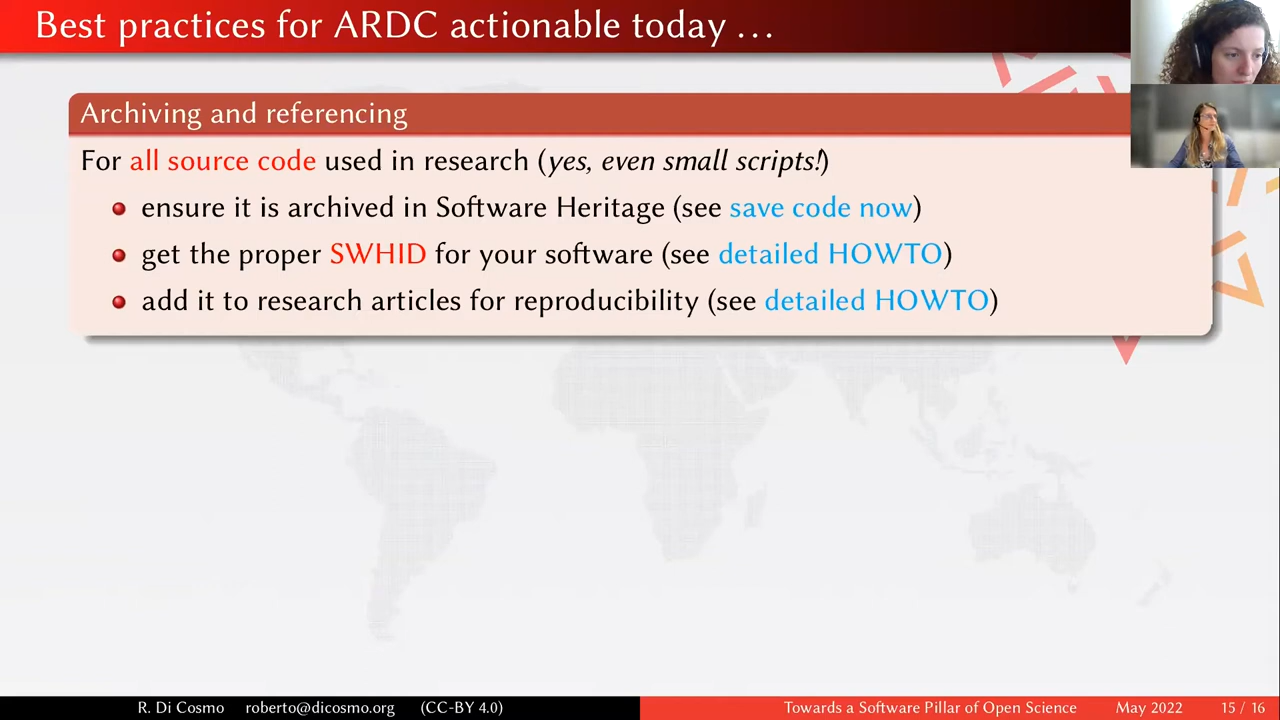 Best practices for ARDC actionable today …
Archiving and referencing
For all source code used in research (yes, even small scripts!)
ensure it is archived in Software Heritage (see save code now)
get the proper SWHID for your software (see detailed HOWTO)
add it to research articles for reproducibility (see detailed HOWTO)
R. Di Cosmo roberto@dicosmo.org (CC-BY 4.0) Towards a Software Pillar of Open Science May 2022 15 / 16